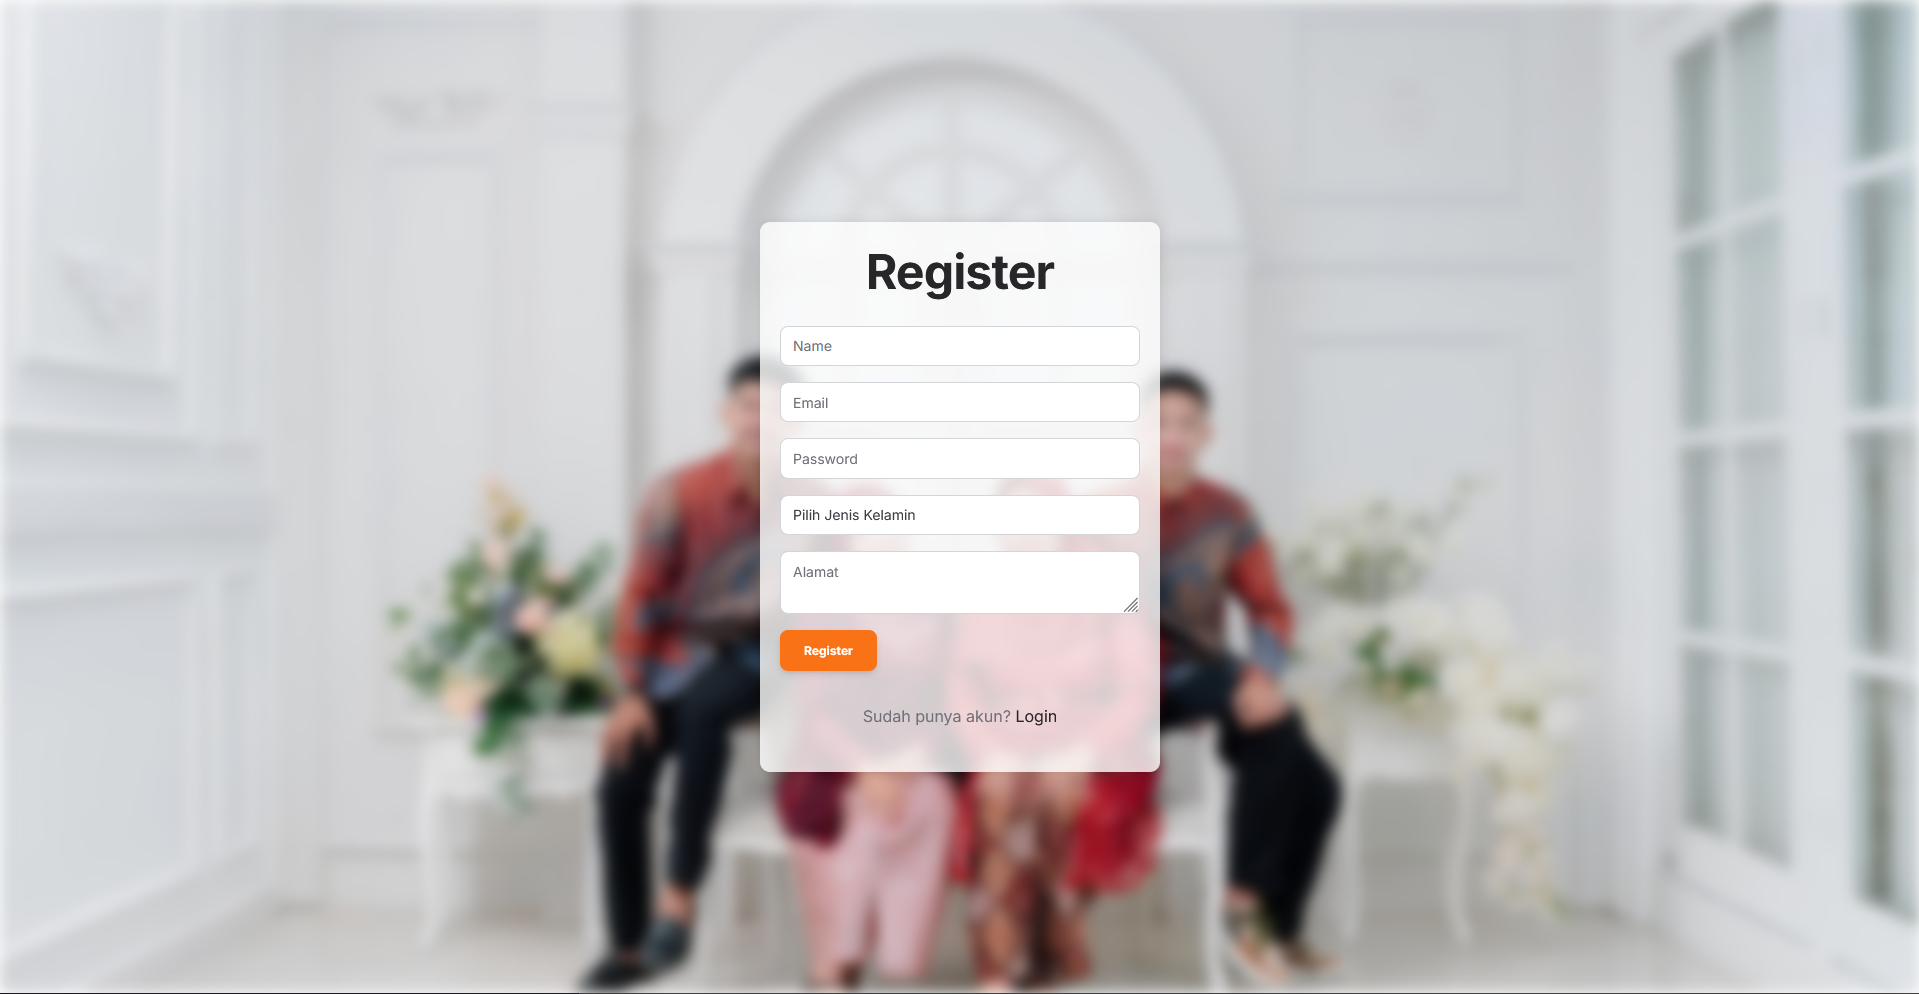 Register
Name
Email
Password
Pilih Jenis Kelamin
Alamat
Register
Sudah punya akun? Login